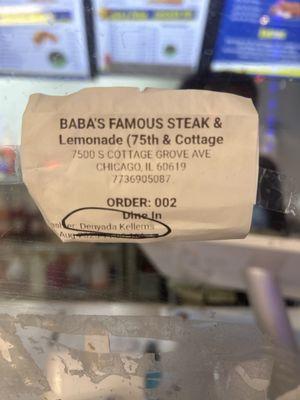 BABA'S FAMOUS STEAK &
Lemonade (75th & Cottage
7500 S COTTAGE GROVE AVE
CHICAGO, IL 60619
7736905087
ORDER: 002
Dine In
Denyada Kellems